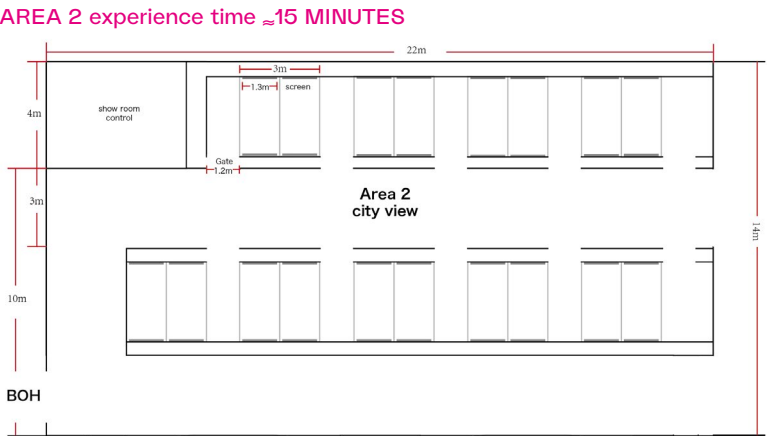 AREA 2 experience time ≈15 MINUTES
22m
3m
1.3m
screen
show room
control
4m
Gate
1.2m
Area 2
city view
3m
14m
10m
BOH